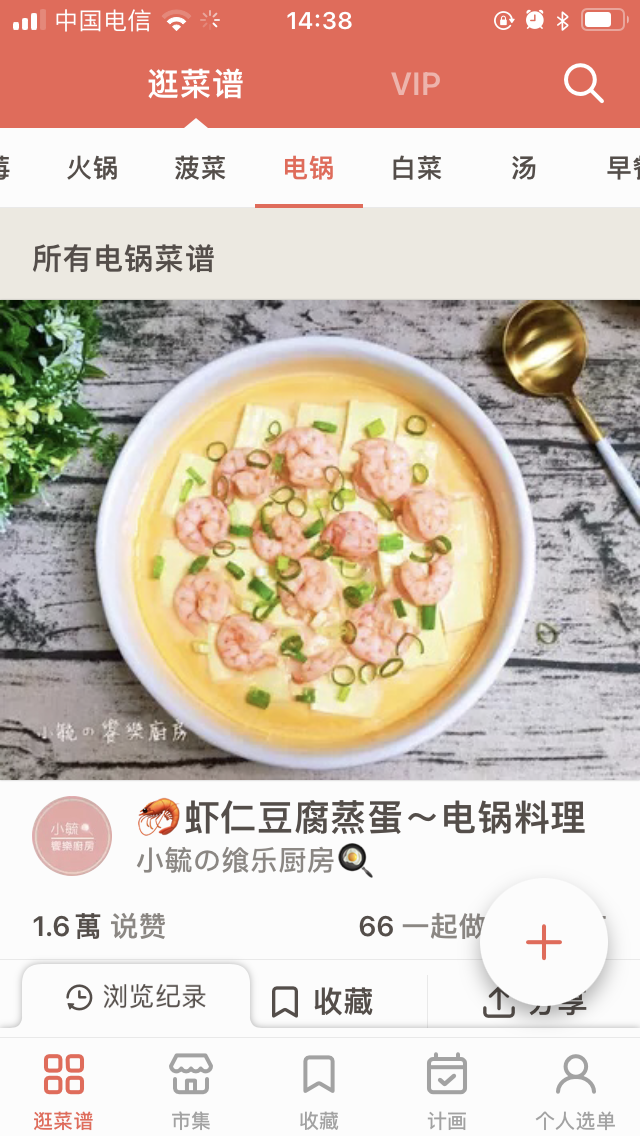 中国电信 14:38
逛菜谱 VIP
火锅 菠菜 电锅 白菜 汤
所有电锅菜谱
小毓の饗樂廚房
小毓
饗樂廚房
🦐虾仁豆腐蒸蛋～电锅料理
小毓の飨乐厨房🍳
1.6 萬 说赞 66 一起做
浏览纪录 收藏 分享
逛菜谱 市集 收藏 计画 个人选单